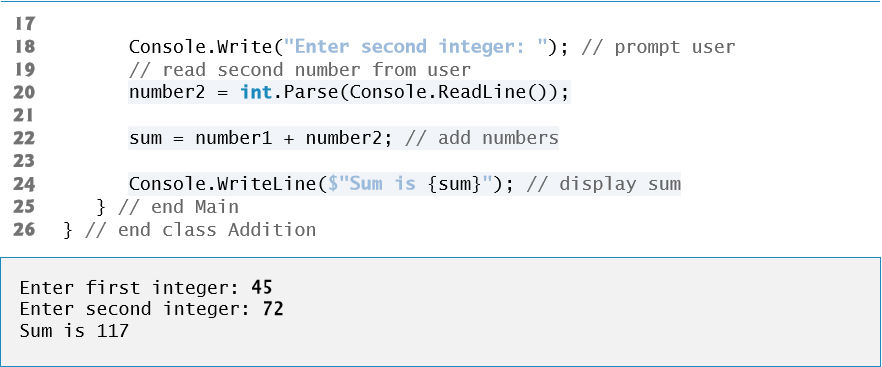 17
18 Console.Write("Enter second integer: "); // prompt user
19 // read second number from user
20 number2 = int.Parse(Console.ReadLine());
21
22 sum = number1 + number2; // add numbers
23
24 Console.WriteLine($"Sum is {sum}"); // display sum
25 } // end Main
26 } // end class Addition
Enter first integer: 45
Enter second integer: 72
Sum is 117